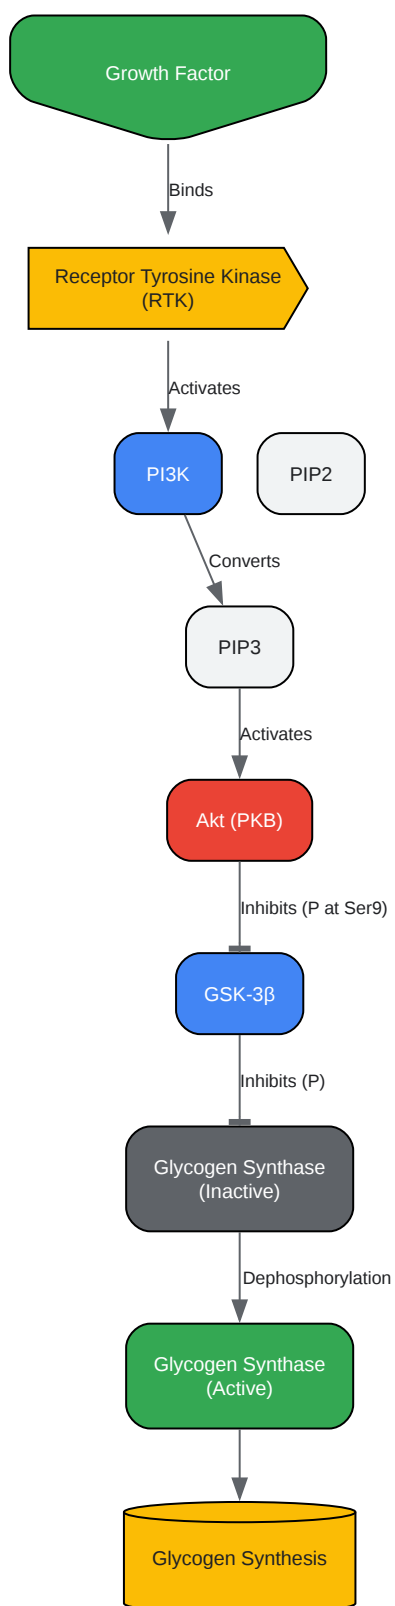 Growth Factor
Binds
Receptor Tyrosine Kinase
(RTK)
Activates
PI3K
PIP2
Converts
PIP3
Activates
Akt (PKB)
Inhibits (P at Ser9)
GSK-3β
Inhibits (P)
Glycogen Synthase
(Inactive)
Dephosphorylation
Glycogen Synthase
(Active)
Glycogen Synthesis